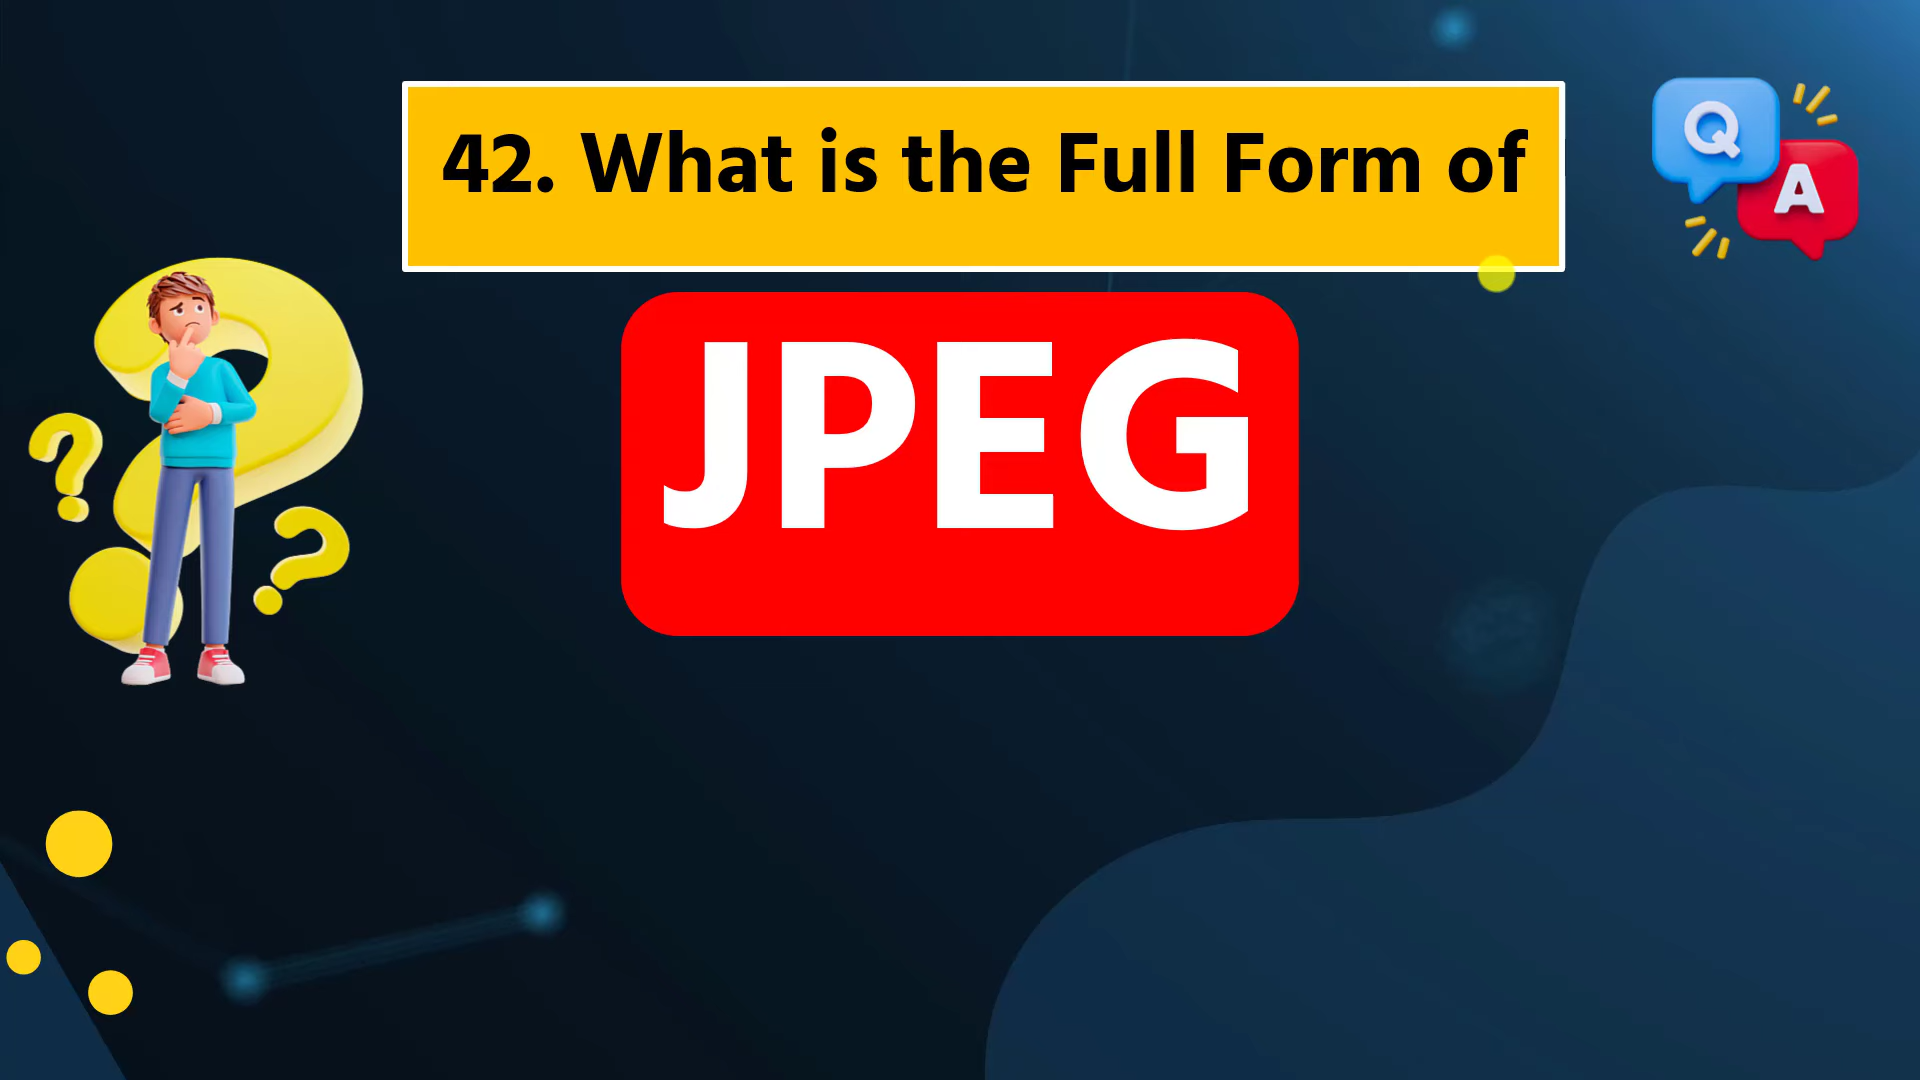 42. What is the Full Form of
Q
A
JPEG